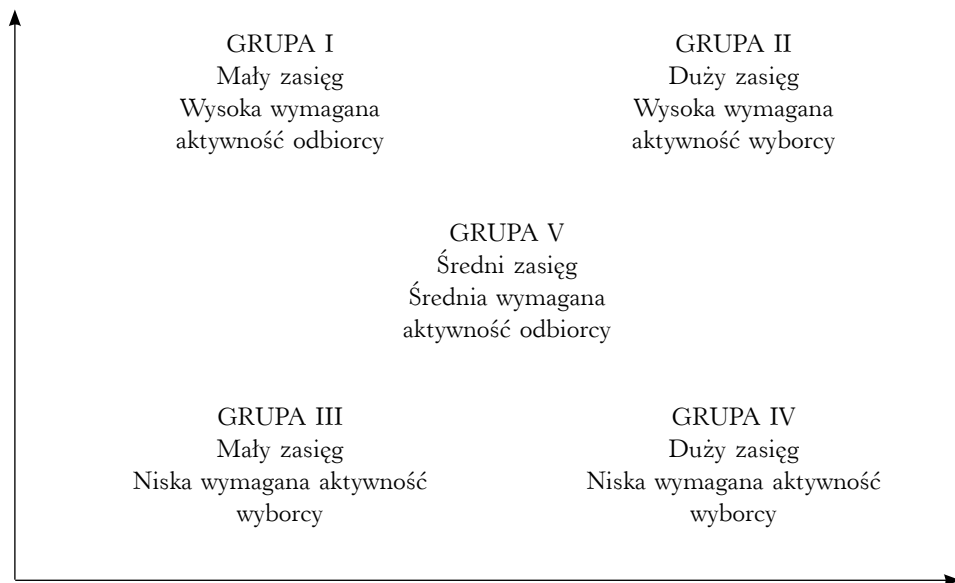 GRUPA I
Mały zasięg
Wysoka wymagana
aktywność odbiorcy
GRUPA II
Duży zasięg
Wysoka wymagana
aktywność wyborcy
GRUPA V
Średni zasięg
Średnia wymagana
aktywność odbiorcy
GRUPA III
Mały zasięg
Niska wymagana aktywność
wyborcy
GRUPA IV
Duży zasięg
Niska wymagana aktywność
wyborcy